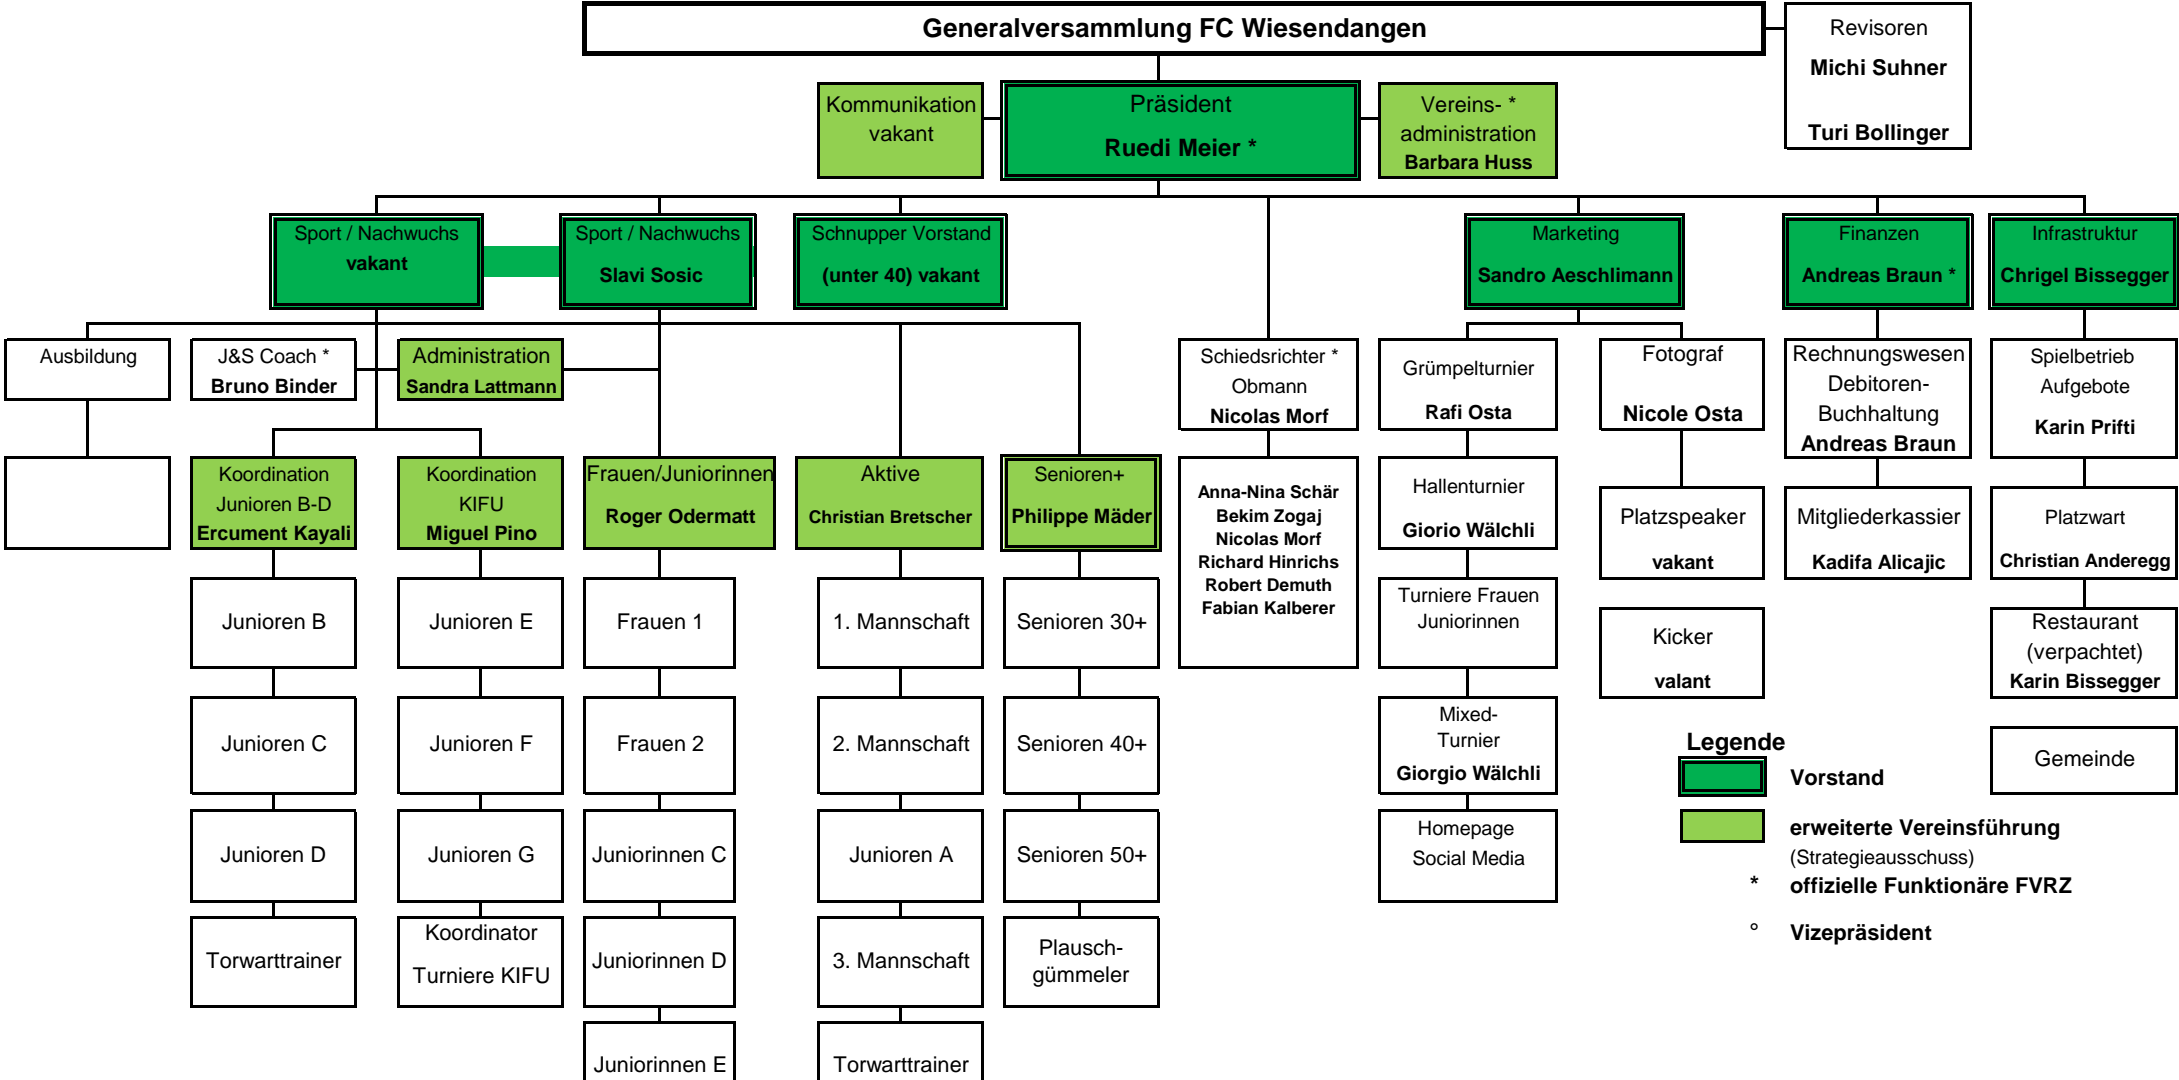 Generalversammlung FC Wiesendangen
Revisoren
Michi Suhner
Turi Bollinger
Kommunikation
vakant
Präsident
Ruedi Meier *
Vereins- *
administration
Barbara Huss
Sport / Nachwuchs
vakant
Sport / Nachwuchs
Slavi Sosic
Schnupper Vorstand
(unter 40) vakant
Marketing
Sandro Aeschlimann
Finanzen
Andreas Braun *
Infrastruktur
Chrigel Bissegger
Ausbildung
J&S Coach *
Bruno Binder
Administration
Sandra Lattmann
Schiedsrichter *
Obmann
Nicolas Morf
Grümpelturnier
Rafi Osta
Fotograf
Nicole Osta
Rechnungswesen
Debitoren-
Buchhaltung
Andreas Braun
Spielbetrieb
Aufgebote
Karin Prifti
Koordination
Junioren B-D
Ercument Kayali
Koordination
KIFU
Miguel Pino
Frauen/Juniorinnen
Roger Odermatt
Aktive
Christian Bretscher
Senioren+
Philippe Mäder
Anna-Nina Schär
Bekim Zogaj
Nicolas Morf
Richard Hinrichs
Robert Demuth
Fabian Kalberer
Hallenturnier
Giorio Wälchli
Platzspeaker
vakant
Mitgliederkassier
Kadifa Alicajic
Platzwart
Christian Anderegg
Junioren B
Junioren E
Frauen 1
1. Mannschaft
Senioren 30+
Turniere Frauen
Juniorinnen
Kicker
valant
Restaurant
(verpachtet)
Karin Bissegger
Junioren C
Junioren F
Frauen 2
2. Mannschaft
Senioren 40+
Mixed-
Turnier
Giorgio Wälchli
Gemeinde
Junioren D
Junioren G
Juniorinnen C
Junioren A
Senioren 50+
Homepage
Social Media
Torwarttrainer
Koordinator
Turniere KIFU
Juniorinnen D
3. Mannschaft
Plausch-
gümmeler
Juniorinnen E
Torwarttrainer
Legende
Vorstand
erweiterte Vereinsführung
(Strategieausschuss)
* offizielle Funktionäre FVRZ
° Vizepräsident